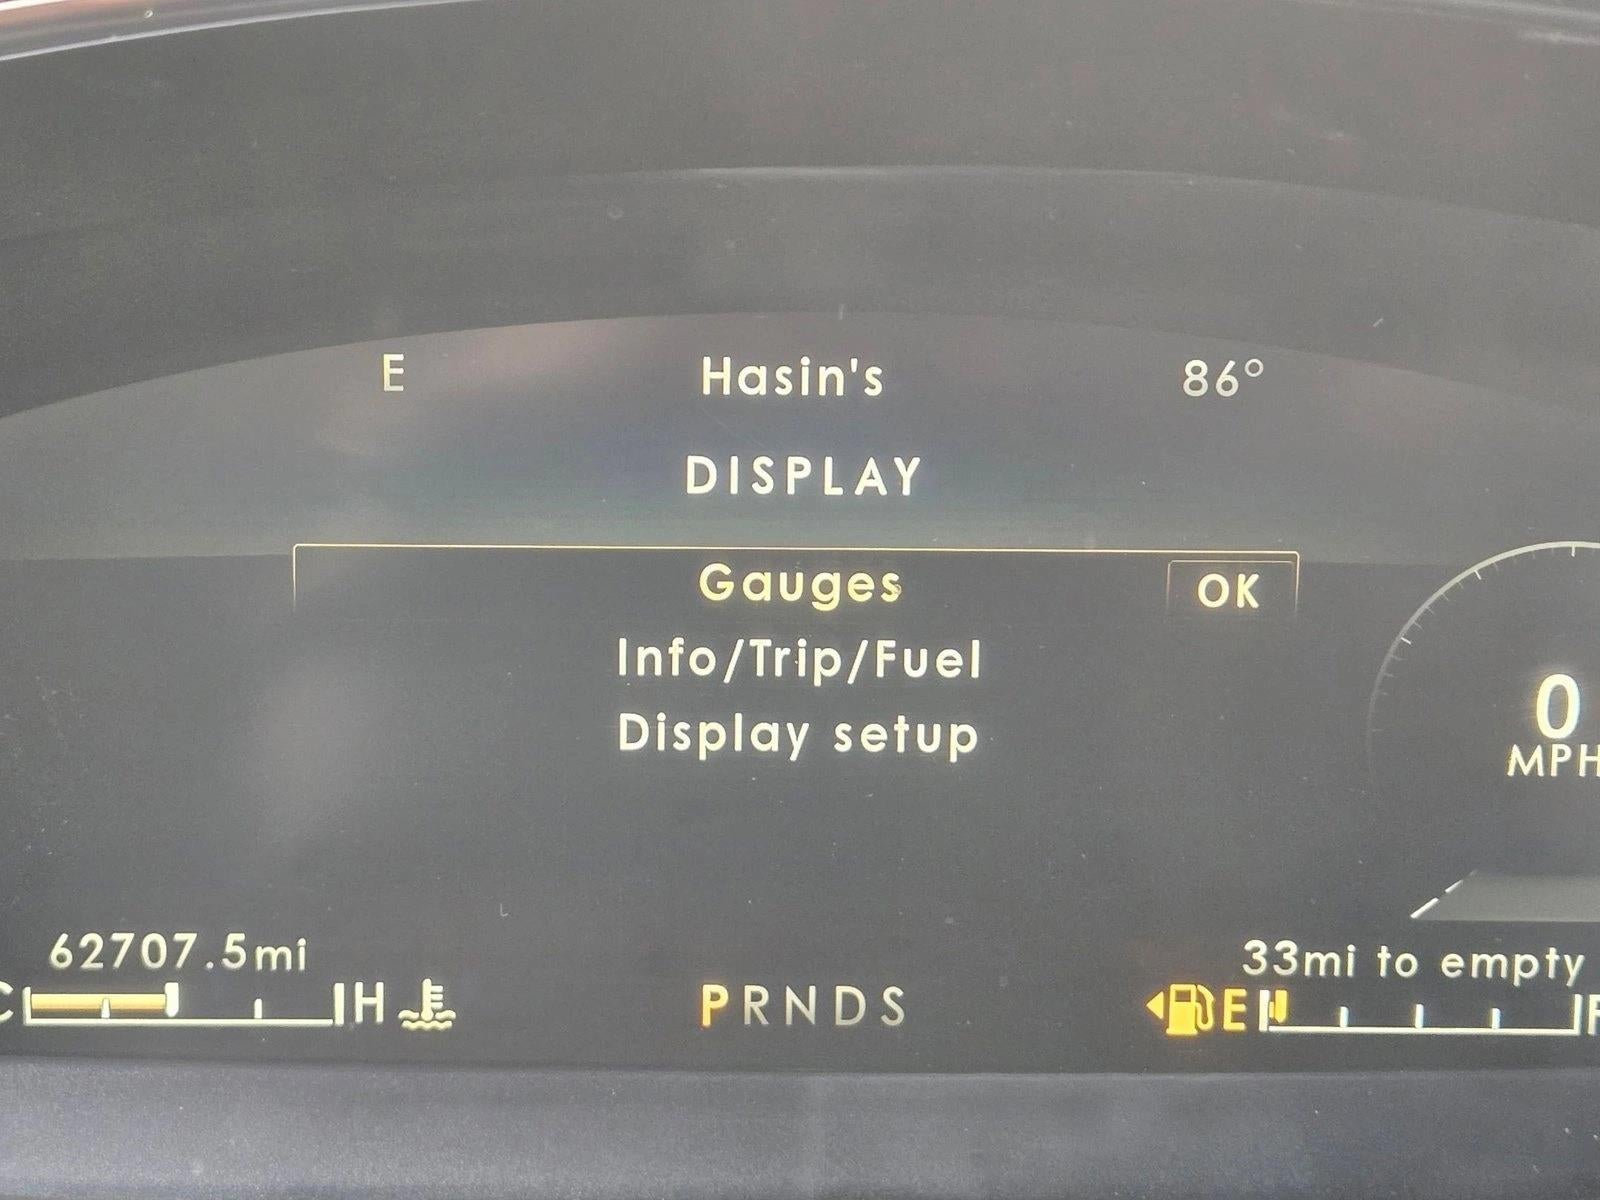 E Hasin's 86°
DISPLAY
Gauges OK
Info/Trip/Fuel
Display setup
0
MPH
62707.5mi 33mi to empty
C H PRNDS E F